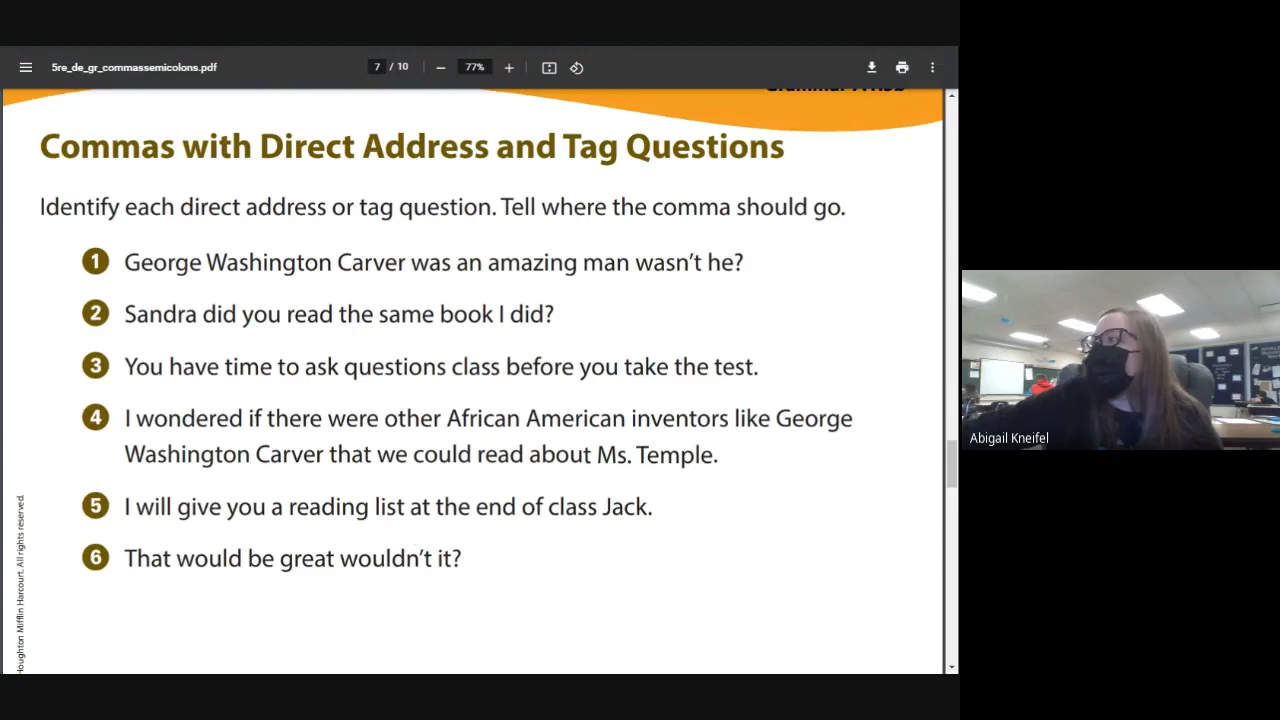 5re_de_gr_commassemicolons.pdf
7 / 10
77%
Commas with Direct Address and Tag Questions
Identify each direct address or tag question. Tell where the comma should go.
1 George Washington Carver was an amazing man wasn't he?
2 Sandra did you read the same book I did?
3 You have time to ask questions class before you take the test.
4 I wondered if there were other African American inventors like George
Washington Carver that we could read about Ms. Temple.
5 I will give you a reading list at the end of class Jack.
6 That would be great wouldn't it?
Houghton Mifflin Harcourt. All rights reserved.
Abigail Kneifel